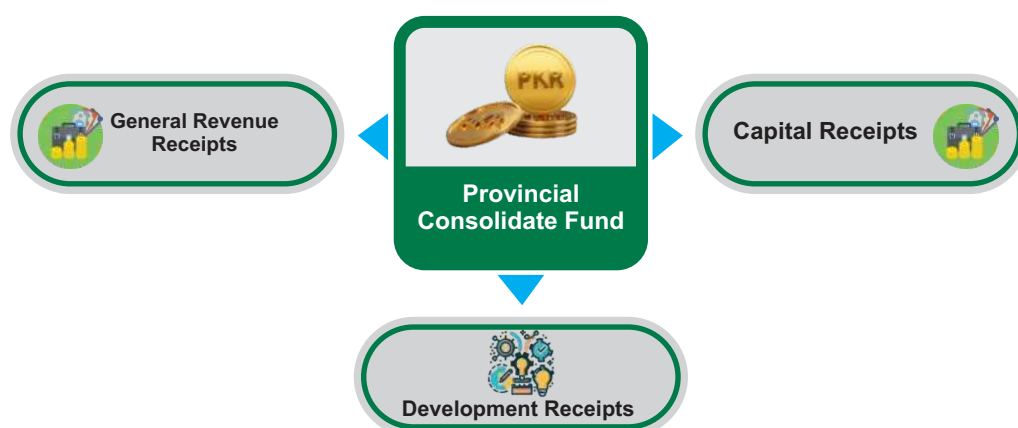 PKR
General Revenue
Receipts
Capital Receipts
Provincial
Consolidate Fund
Development Receipts